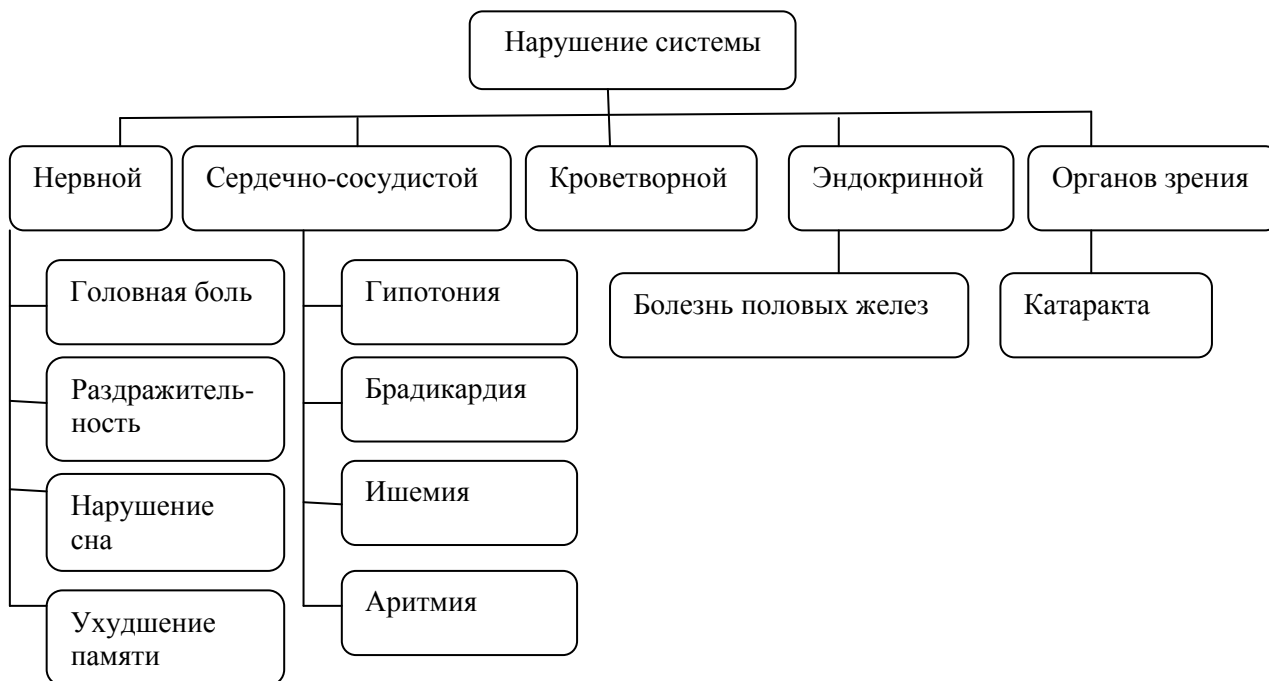 Нарушение системы
Нервной
Сердечно-сосудистой
Кроветворной
Эндокринной
Органов зрения
Головная боль
Раздражитель-
ность
Нарушение
сна
Ухудшение
памяти
Гипотония
Брадикардия
Ишемия
Аритмия
Болезнь половых желез
Катаракта